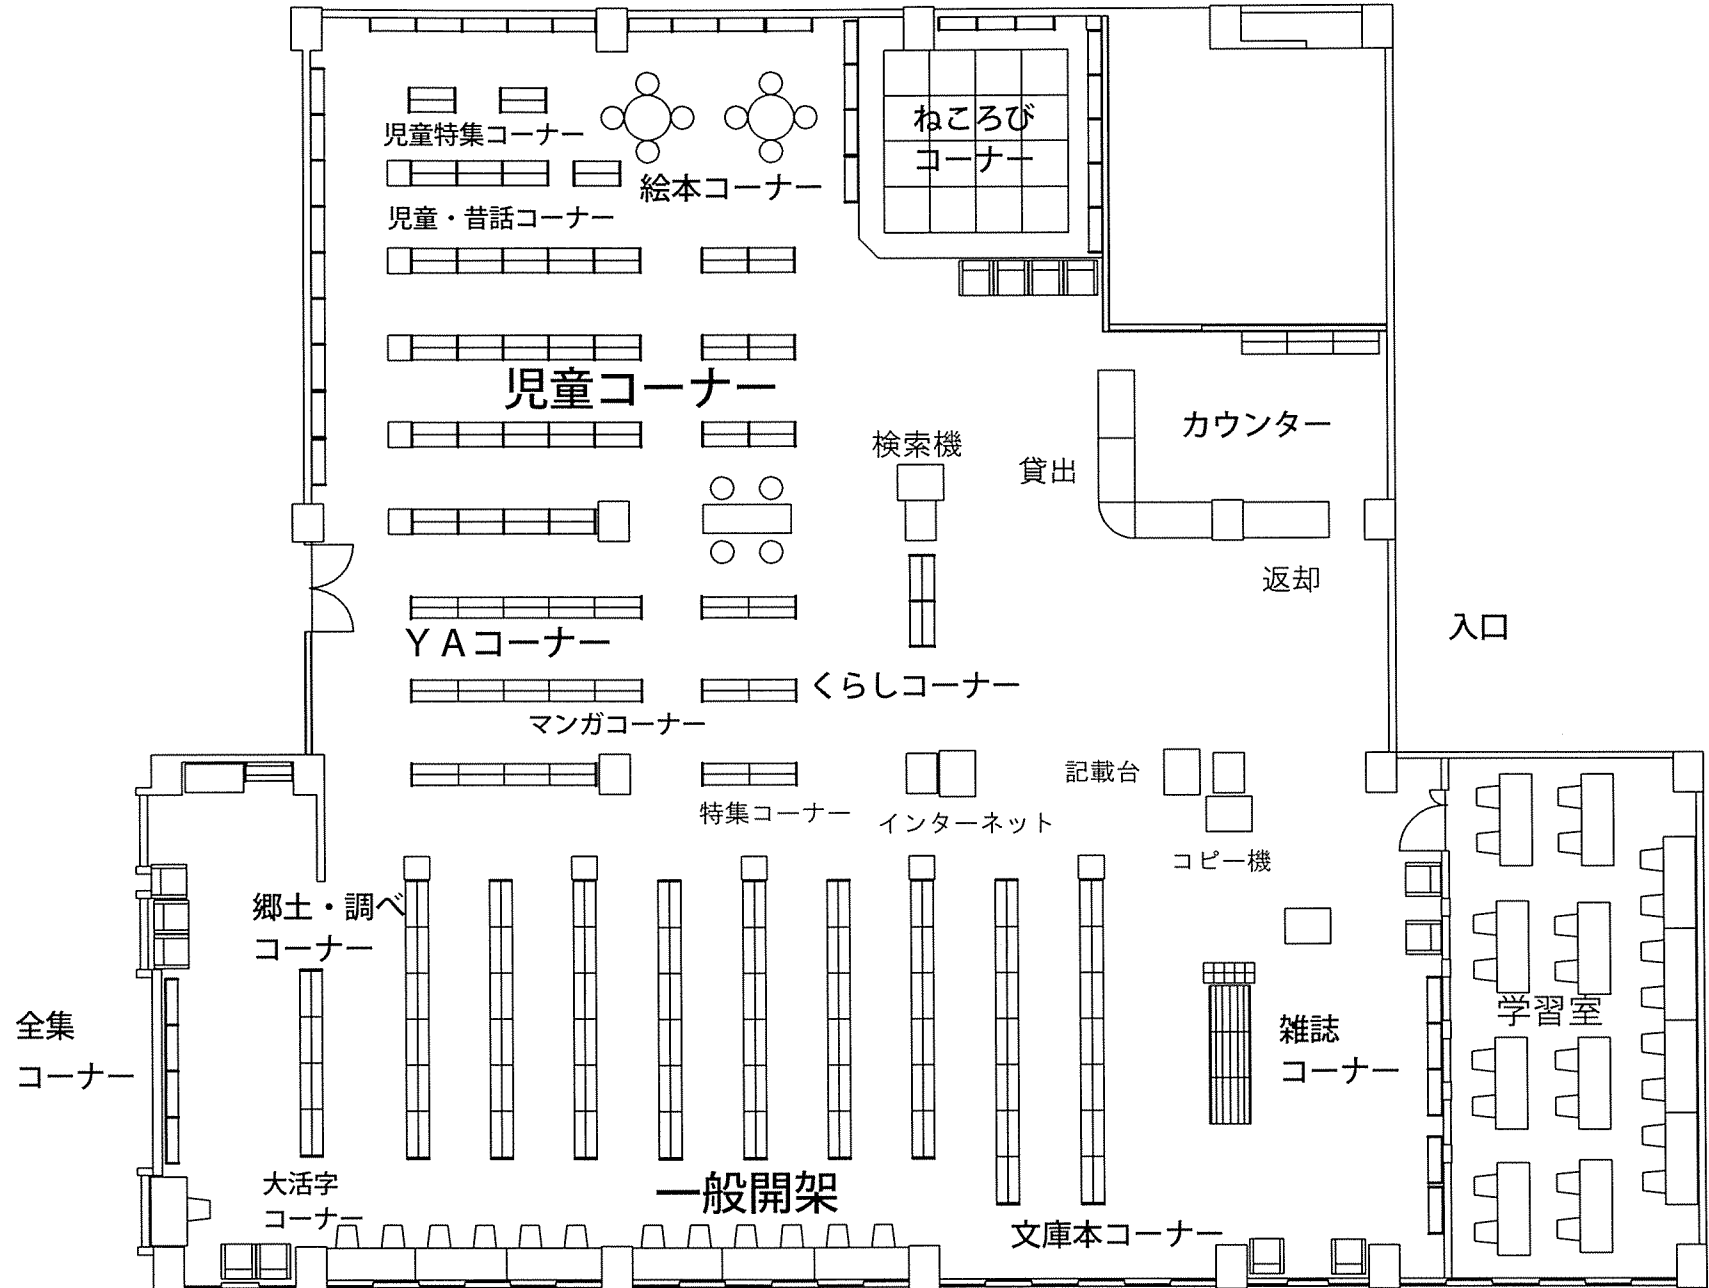 ねころび
コーナー
児童特集コーナー
絵本コーナー
児童・昔話コーナー
児童コーナー
検索機
カウンター
貸出
返却
入口
ＹＡコーナー
くらしコーナー
マンガコーナー
記載台
特集コーナー
インターネット
コピー機
郷土・調べ
コーナー
全集
コーナー
学習室
雑誌
コーナー
大活字
コーナー
一般開架
文庫本コーナー